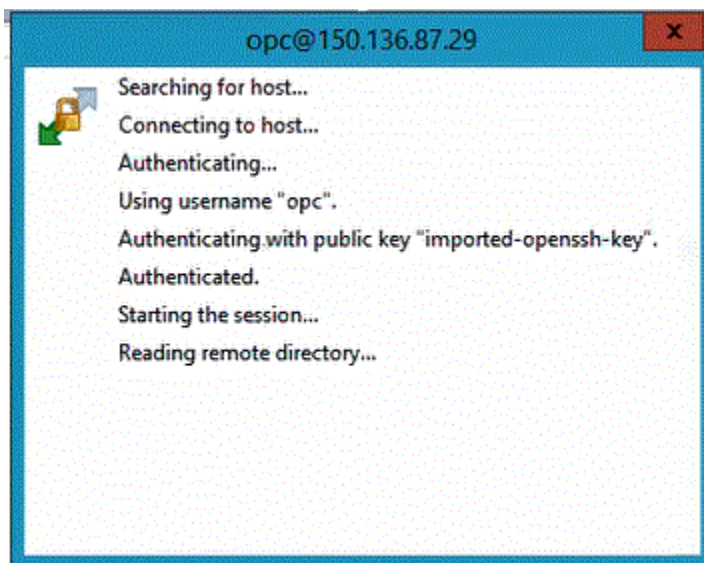 opc@150.136.87.29
x
Searching for host...
Connecting to host...
Authenticating...
Using username "opc".
Authenticating with public key "imported-openssh-key".
Authenticated.
Starting the session...
Reading remote directory...